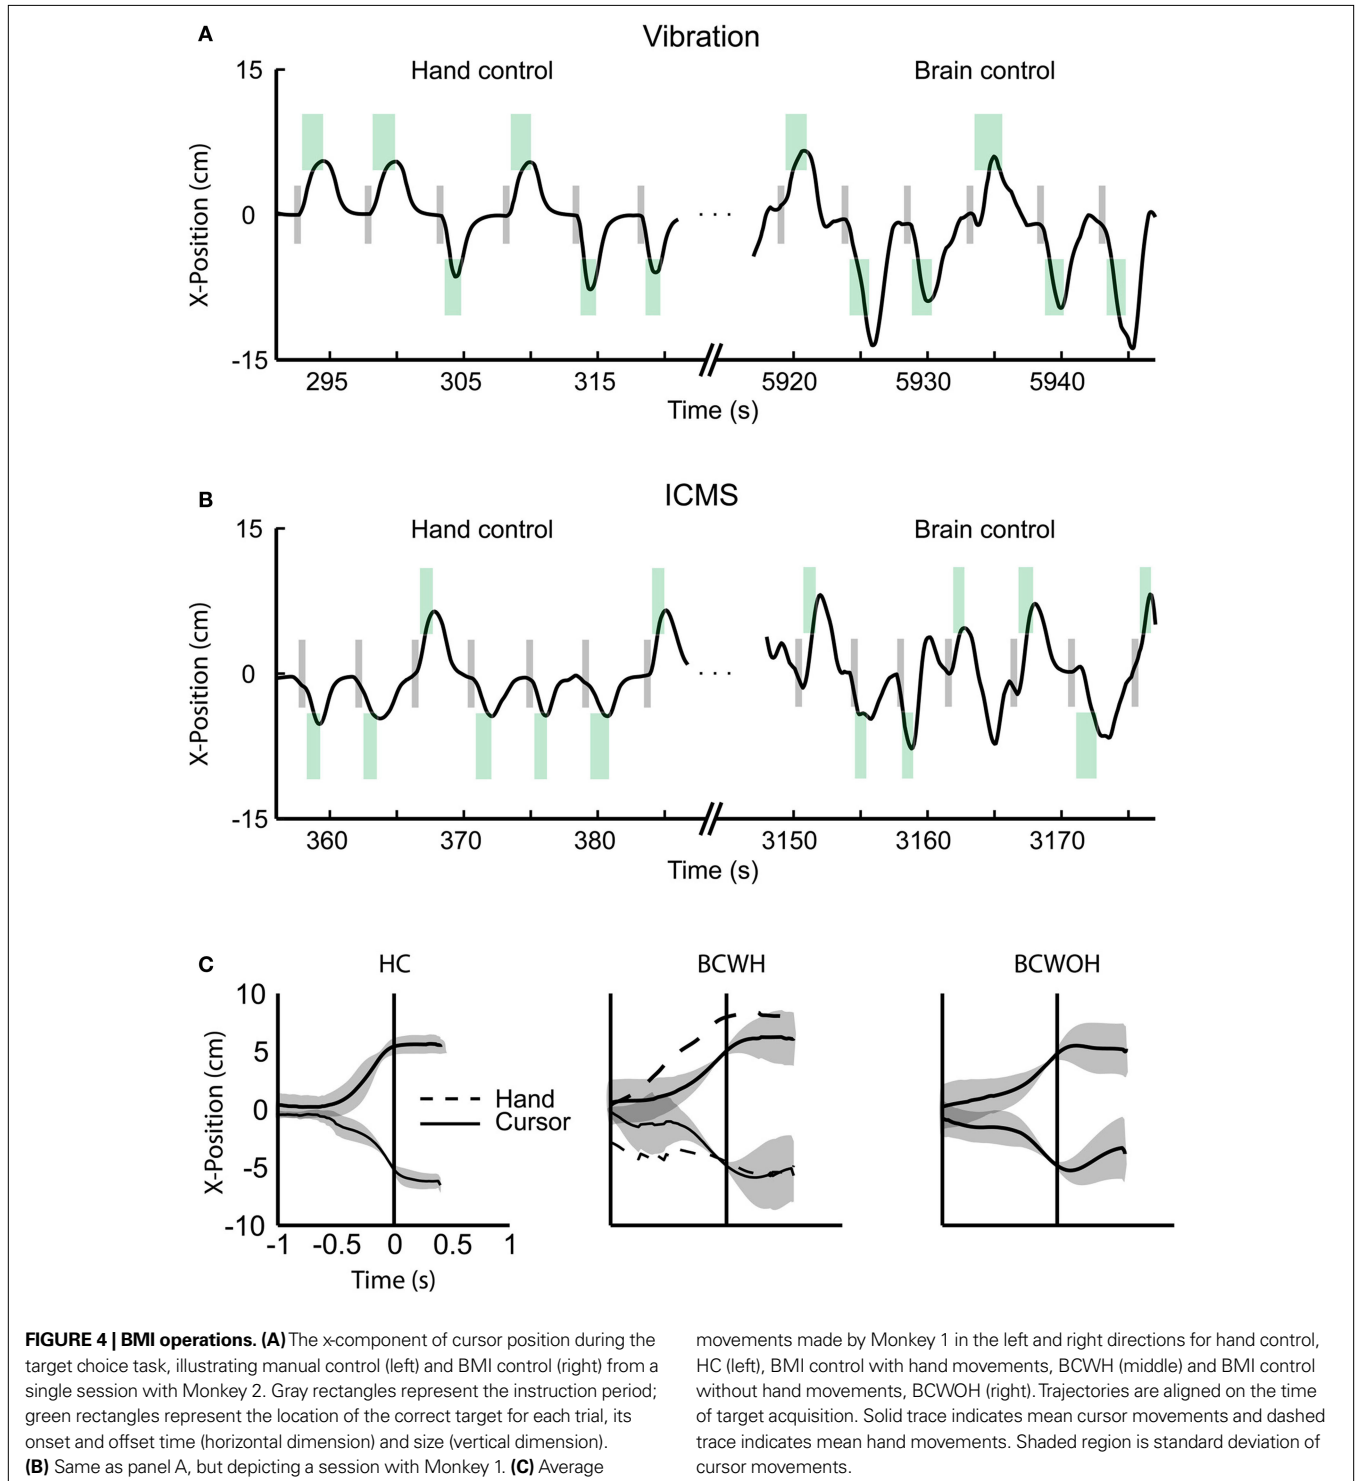 A
Vibration
Hand control
Brain control
15
0
-15
X-Position (cm)
. . .
295 305 315 5920 5930 5940
Time (s)
B
ICMS
Hand control
Brain control
15
0
-15
X-Position (cm)
. . .
360 370 380 3150 3160 3170
Time (s)
C
HC
BCWH
BCWOH
10
5
0
-5
-10
X-Position (cm)
Hand
Cursor
-1 -0.5 0 0.5 1
Time (s)
FIGURE 4 | BMI operations. (A) The x-component of cursor position during the
target choice task, illustrating manual control (left) and BMI control (right) from a
single session with Monkey 2. Gray rectangles represent the instruction period;
green rectangles represent the location of the correct target for each trial, its
onset and offset time (horizontal dimension) and size (vertical dimension).
(B) Same as panel A, but depicting a session with Monkey 1. (C) Average
movements made by Monkey 1 in the left and right directions for hand control,
HC (left), BMI control with hand movements, BCWH (middle) and BMI control
without hand movements, BCWOH (right). Trajectories are aligned on the time
of target acquisition. Solid trace indicates mean cursor movements and dashed
trace indicates mean hand movements. Shaded region is standard deviation of
cursor movements.